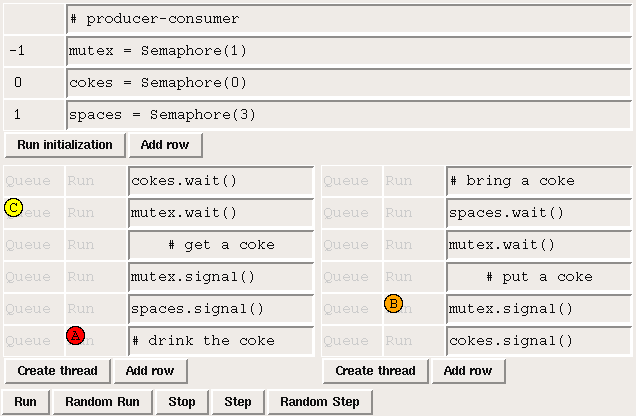 # producer-consumer
-1 mutex = Semaphore(1)
0 cokes = Semaphore(0)
1 spaces = Semaphore(3)
Run initialization Add row
Queue Run cokes.wait()
C Queue Run mutex.wait()
Queue Run # get a coke
Queue Run mutex.signal()
Queue Run spaces.signal()
Queue A Run # drink the coke
Create thread Add row
Queue Run # bring a coke
Queue Run spaces.wait()
Queue Run mutex.wait()
Queue Run # put a coke
Queue B Run mutex.signal()
Queue Run cokes.signal()
Create thread Add row
Run Random Run Stop Step Random Step